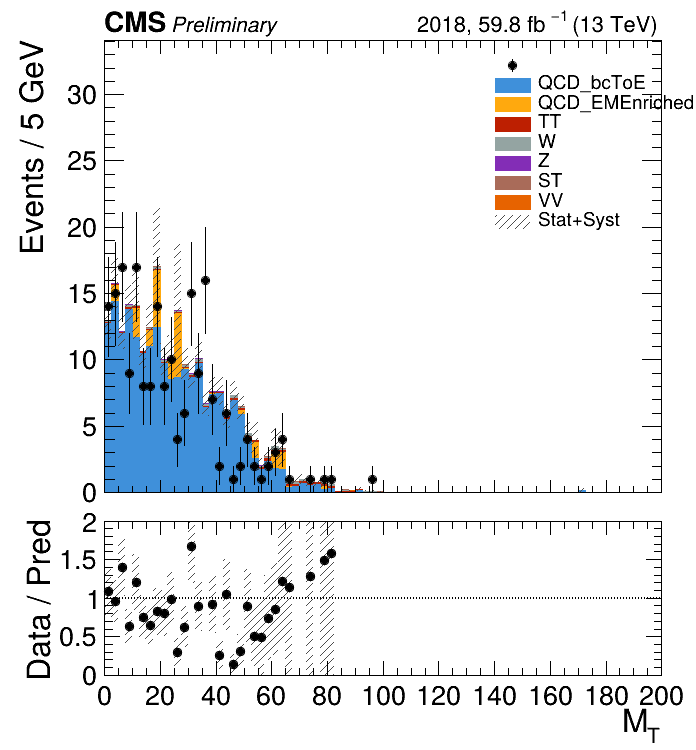 CMS Preliminary 2018, 59.8 fb⁻¹ (13 TeV)
Events / 5 GeV
30
25
20
15
10
5
0
QCD_bcToE
QCD_EMEnriched
TT
W
Z
ST
VV
Stat+Syst
Data / Pred
2
1.5
1
0.5
0
0 20 40 60 80 100 120 140 160 180 200
M_T